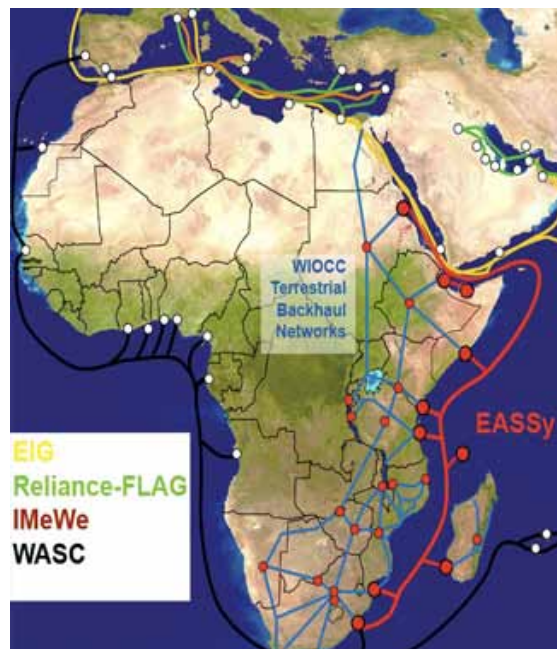 WIOCC
Terrestrial
Backhaul
Networks
EASSy
EIG
Reliance-FLAG
IMeWe
WASC